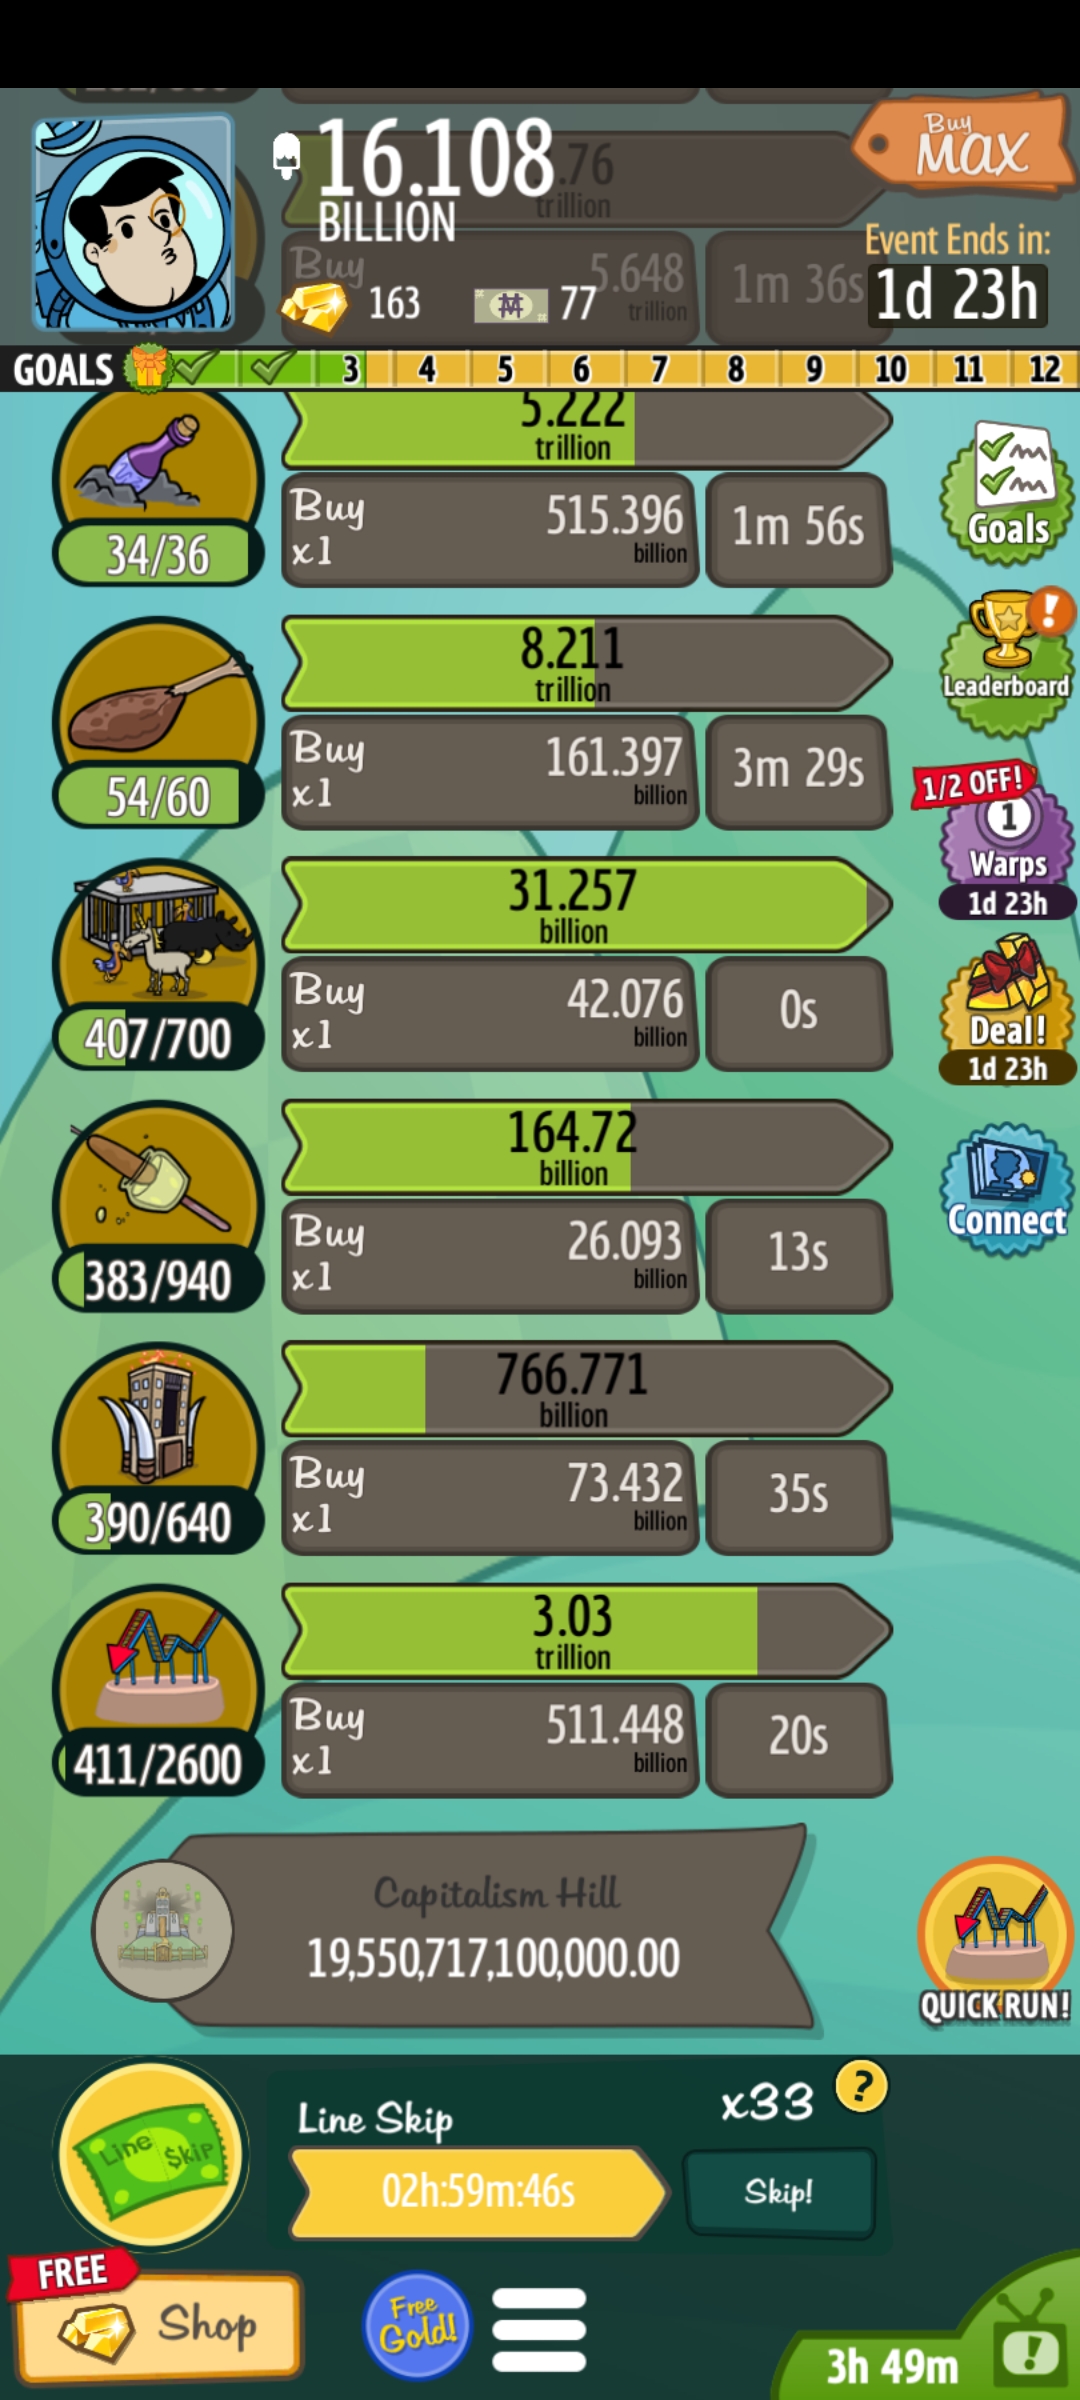 Buy
MAX
16.108
BILLION
.76
trillion
Buy
5.648
trillion
1m 36s
Event Ends in:
1d 23h
163
77
GOALS
3
4
5
6
7
8
9
10
11
12
5.222
trillion
34/36
Buy
x1
515.396
billion
1m 56s
Goals
8.211
trillion
54/60
Buy
x1
161.397
billion
3m 29s
!
Leaderboard
1/2 OFF!
1
Warps
1d 23h
31.257
billion
407/700
Buy
x1
42.076
billion
0s
Deal!
1d 23h
164.72
billion
383/940
Buy
x1
26.093
billion
13s
Connect
766.771
billion
390/640
Buy
x1
73.432
billion
35s
3.03
trillion
411/2600
Buy
x1
511.448
billion
20s
Capitalism Hill
19,550,717,100,000.00
QUICK RUN!
Line $kip
Line Skip
x33
?
02h:59m:46s
Skip!
FREE
Shop
Free
Gold!
3h 49m
!